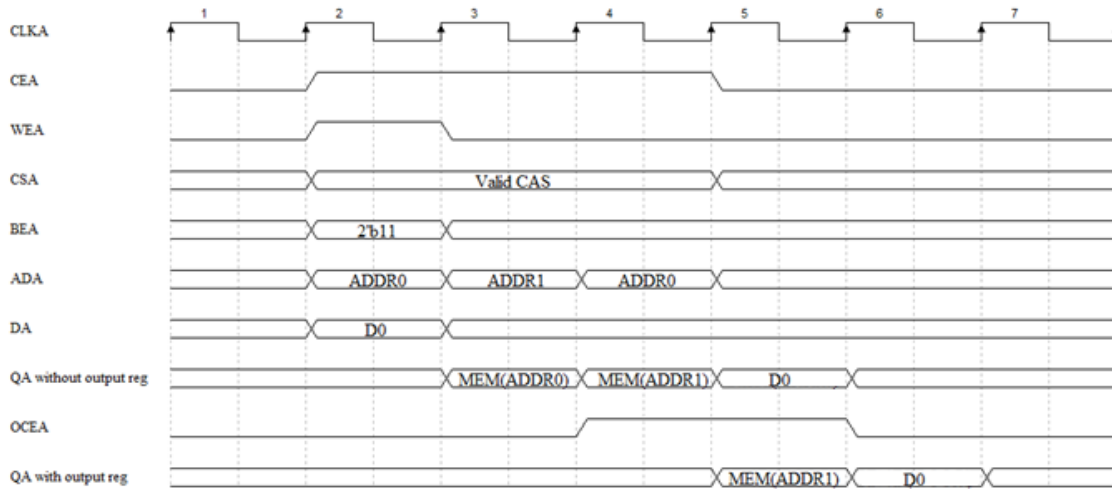 1 2 3 4 5 6 7
CLKA
CEA
WEA
CSA Valid CAS
BEA 2'b11
ADA ADDR0 ADDR1 ADDR0
DA D0
QA without output reg MEM(ADDR0) MEM(ADDR1) D0
OCEA
QA with output reg MEM(ADDR1) D0